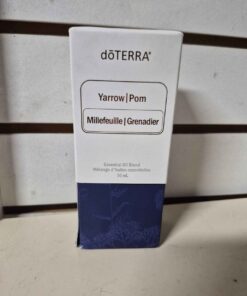 dōTERRA®
Yarrow|Pom
Millefeuille|Grenadier
Essential Oil Blend
Mélange d'huiles essentielles
30 mL